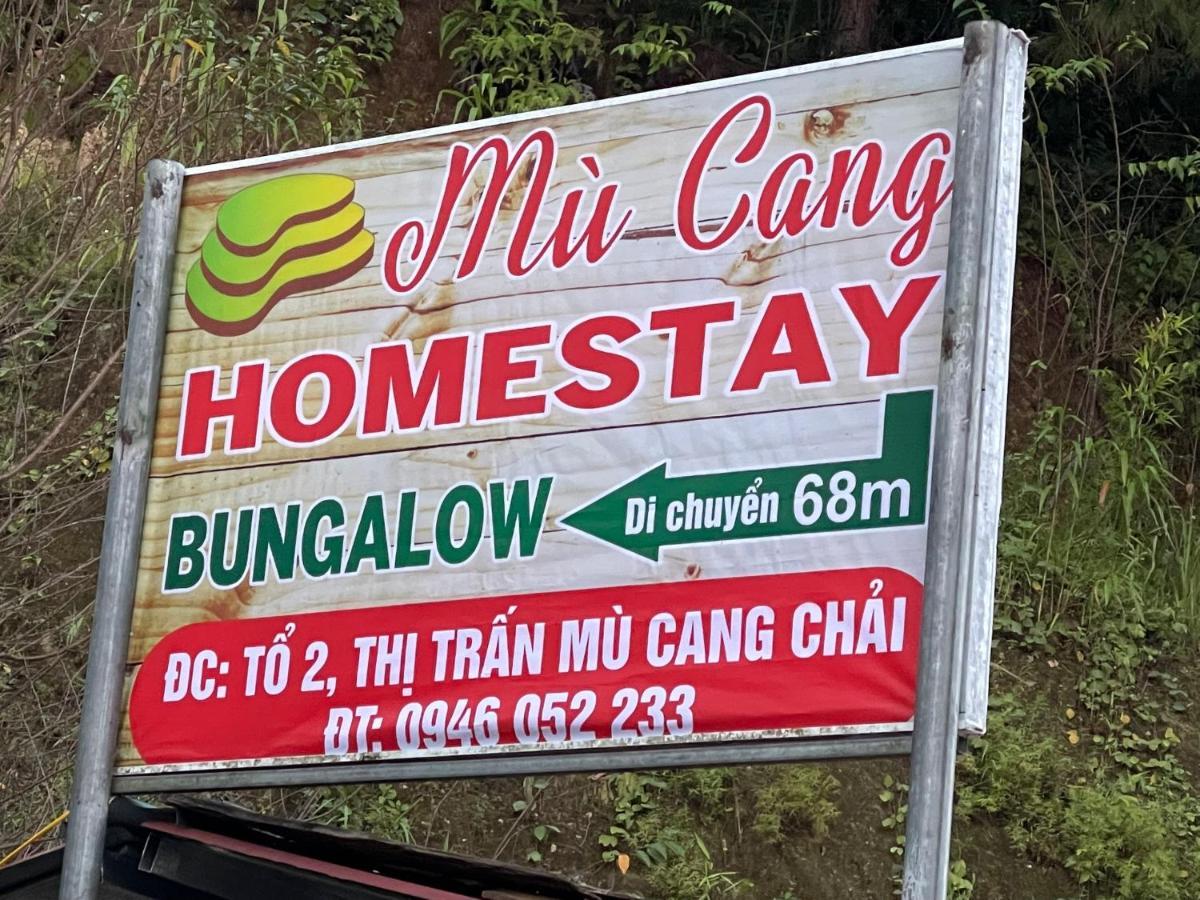 Mù Cang
HOMESTAY
BUNGALOW
Di chuyển 68m
ĐC: TỔ 2, THỊ TRẤN MÙ CANG CHẢI
ĐT: 0946 052 233